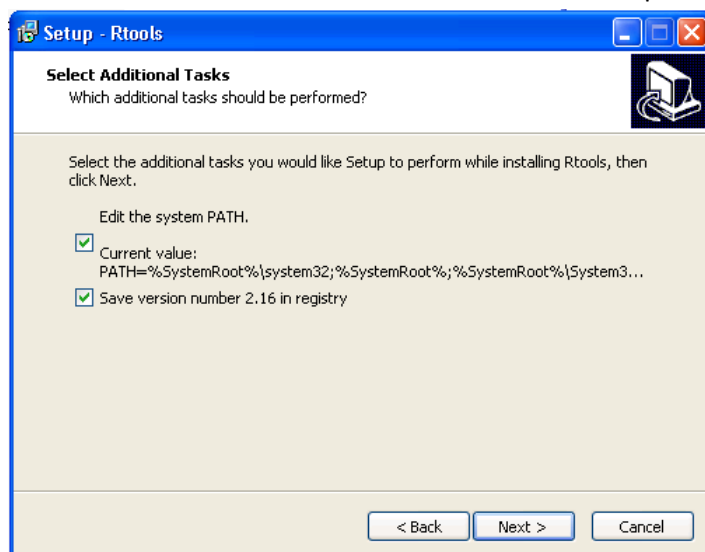 Setup - Rtools
Select Additional Tasks
Which additional tasks should be performed?
Select the additional tasks you would like Setup to perform while installing Rtools, then
click Next.
Edit the system PATH.
Current value:
PATH=%SystemRoot%\system32;%SystemRoot%;%SystemRoot%\System3...
Save version number 2.16 in registry
< Back
Next >
Cancel